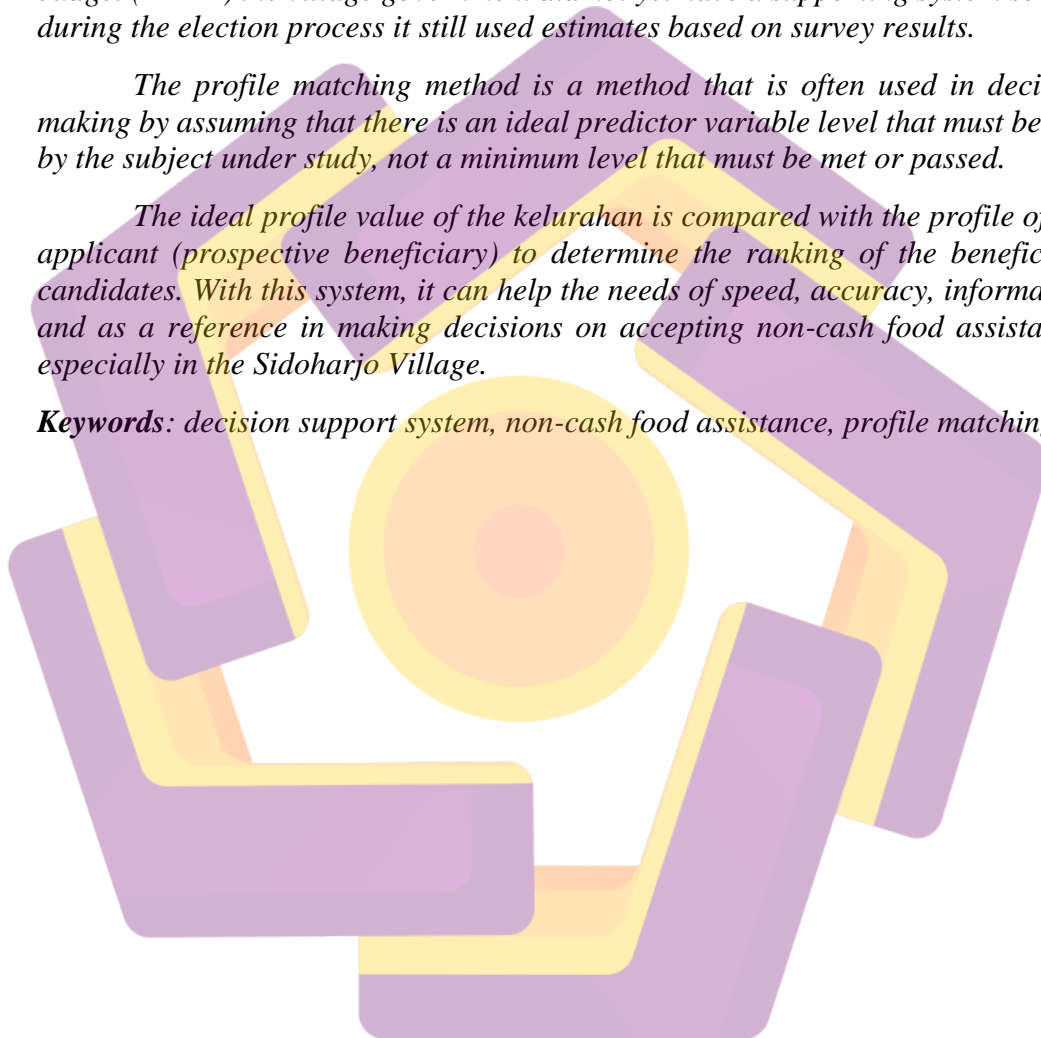 during the election process it still used estimates based on survey results.
The profile matching method is a method that is often used in deci
making by assuming that there is an ideal predictor variable level that must be
by the subject under study, not a minimum level that must be met or passed.
The ideal profile value of the kelurahan is compared with the profile of
applicant (prospective beneficiary) to determine the ranking of the benefic
candidates. With this system, it can help the needs of speed, accuracy, informa
and as a reference in making decisions on accepting non-cash food assista
especially in the Sidoharjo Village.
Keywords: decision support system, non-cash food assistance, profile matching